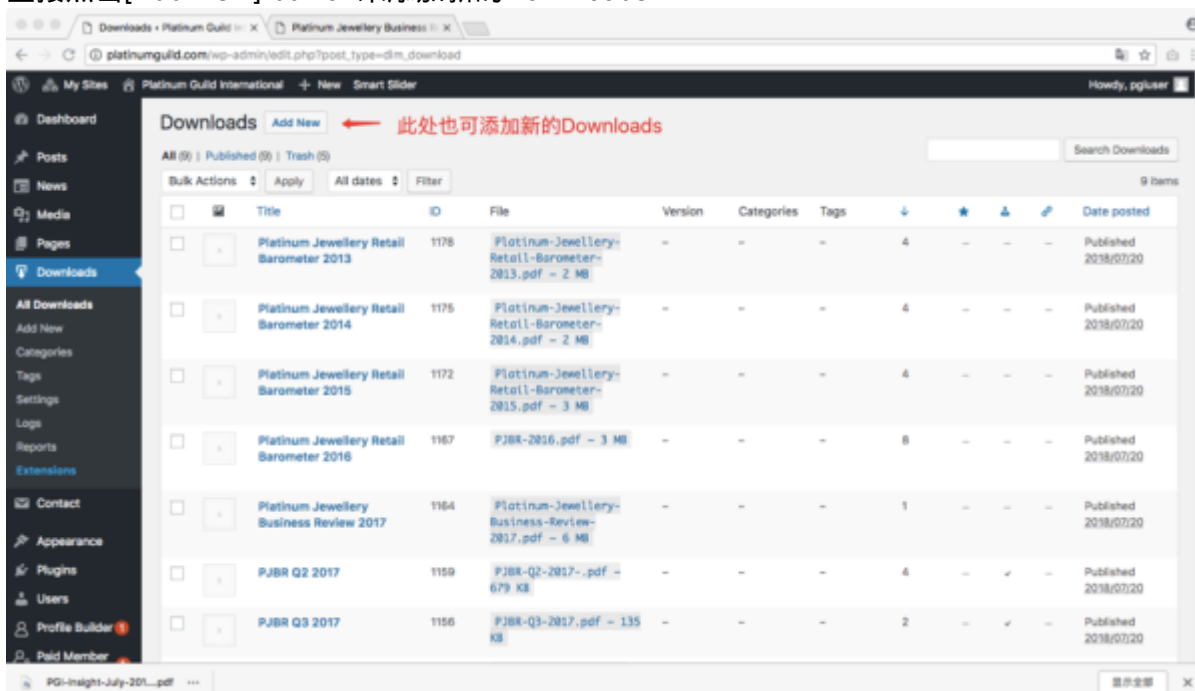 Downloads ‹ Platinum Guild In
Platinum Jewellery Business R
platinumguild.com/wp-admin/edit.php?post_type=dlm_download
My Sites Platinum Guild International + New Smart Slider Howdy, pgiuser
Dashboard
Posts
News
Media
Pages
Downloads
All Downloads
Add New
Categories
Tags
Settings
Logs
Reports
Extensions
Contact
Appearance
Plugins
Users
Profile Builder 1
Paid Member
Downloads Add New 此处也可添加新的Downloads
All (9) | Published (9) | Trash (5)
Search Downloads
Bulk Actions Apply All dates Filter 9 items
Title ID File Version Categories Tags Date posted
Platinum Jewellery Retail 1178 Platinum-Jewellery- – – – 4 – – – Published
Barometer 2013 Retail-Barometer- 2018/07/20
2013.pdf – 2 MB
Platinum Jewellery Retail 1175 Platinum-Jewellery- – – – 4 – – – Published
Barometer 2014 Retail-Barometer- 2018/07/20
2014.pdf – 2 MB
Platinum Jewellery Retail 1172 Platinum-Jewellery- – – – 4 – – – Published
Barometer 2015 Retail-Barometer- 2018/07/20
2015.pdf – 3 MB
Platinum Jewellery Retail 1167 PJBR-2016.pdf – 3 MB – – – 8 – – – Published
Barometer 2016 2018/07/20
Platinum Jewellery 1164 Platinum-Jewellery- – – – 1 – – – Published
Business Review 2017 Business-Review- 2018/07/20
2017.pdf – 6 MB
PJBR Q2 2017 1159 PJBR-Q2-2017-.pdf – – – – 4 – ✓ – Published
679 KB 2018/07/20
PJBR Q3 2017 1156 PJBR-Q3-2017.pdf – 135 – – – 2 – ✓ – Published
KB 2018/07/20
PGI-Insight-July-201....pdf 显示全部